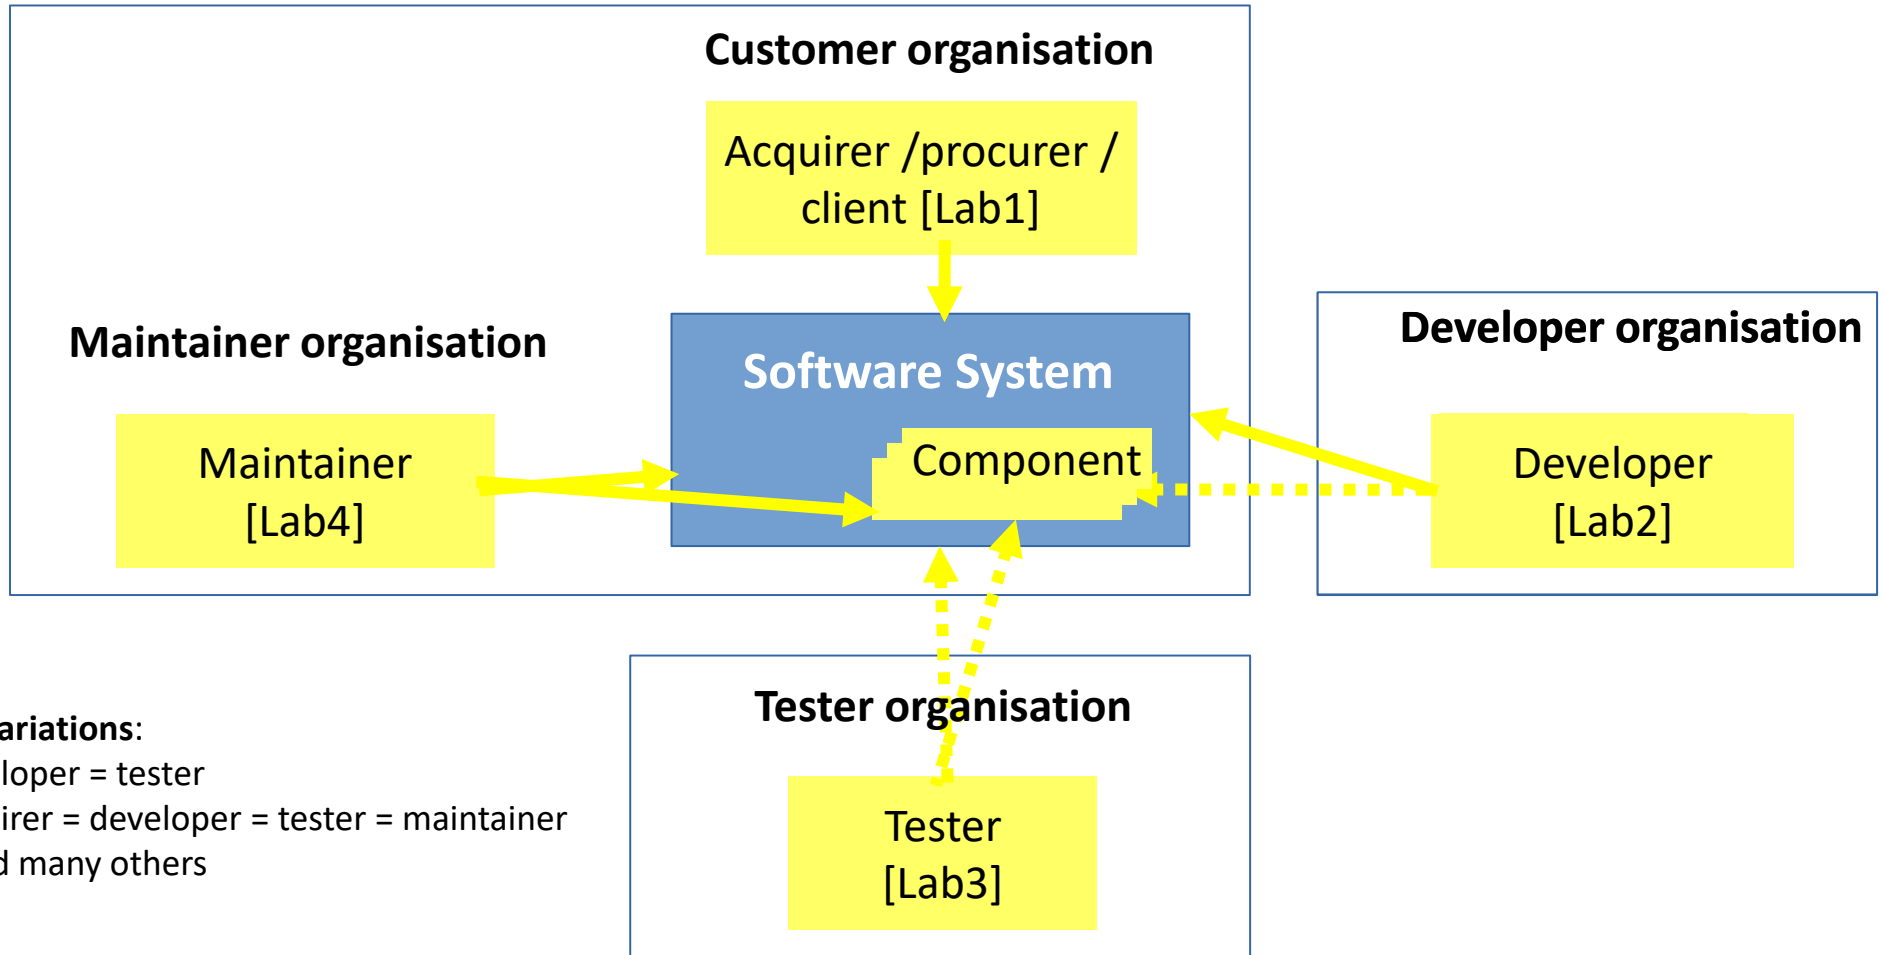 Customer organisation
Acquirer /procurer /
client [Lab1]
Maintainer organisation
Developer organisation
Software System
Maintainer
[Lab4]
Component
Developer
[Lab2]
Tester organisation
Tester
[Lab3]
ariations:
loper = tester
irer = developer = tester = maintainer
d many others